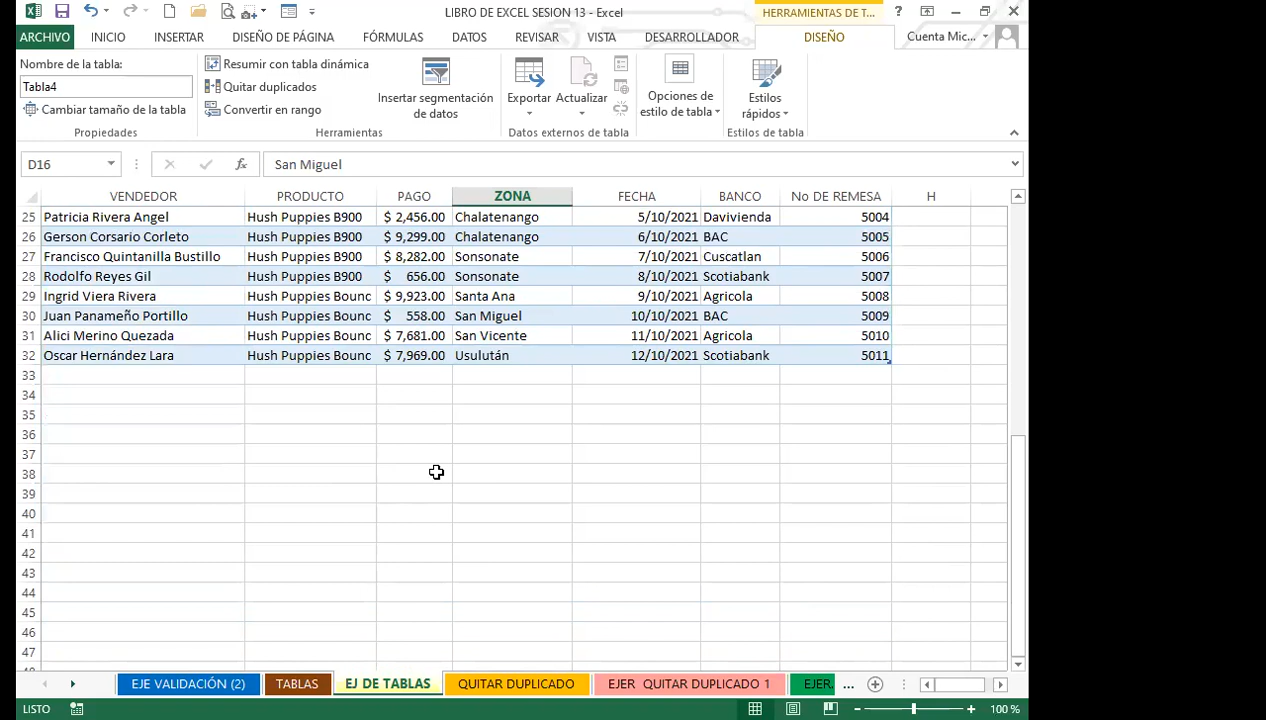 LIBRO DE EXCEL SESION 13 - Excel
HERRAMIENTAS DE T...
?
ARCHIVO INICIO INSERTAR DISEÑO DE PÁGINA FÓRMULAS DATOS REVISAR VISTA DESARROLLADOR DISEÑO Cuenta Mic...
Nombre de la tabla:
Tabla4
Cambiar tamaño de la tabla
Propiedades
Resumir con tabla dinámica
Quitar duplicados
Convertir en rango
Insertar segmentación
de datos
Herramientas
Exportar
Actualizar
Datos externos de tabla
Opciones de
estilo de tabla
Estilos
rápidos
Estilos de tabla
D16 fx San Miguel
VENDEDOR PRODUCTO PAGO ZONA FECHA BANCO No DE REMESA H
25 Patricia Rivera Angel Hush Puppies B900 $ 2,456.00 Chalatenango 5/10/2021 Davivienda 5004
26 Gerson Corsario Corleto Hush Puppies B900 $ 9,299.00 Chalatenango 6/10/2021 BAC 5005
27 Francisco Quintanilla Bustillo Hush Puppies B900 $ 8,282.00 Sonsonate 7/10/2021 Cuscatlan 5006
28 Rodolfo Reyes Gil Hush Puppies B900 $ 656.00 Sonsonate 8/10/2021 Scotiabank 5007
29 Ingrid Viera Rivera Hush Puppies Bounc $ 9,923.00 Santa Ana 9/10/2021 Agricola 5008
30 Juan Panameño Portillo Hush Puppies Bounc $ 558.00 San Miguel 10/10/2021 BAC 5009
31 Alici Merino Quezada Hush Puppies Bounc $ 7,681.00 San Vicente 11/10/2021 Agricola 5010
32 Oscar Hernández Lara Hush Puppies Bounc $ 7,969.00 Usulután 12/10/2021 Scotiabank 5011
33
34
35
36
37
38
39
40
41
42
43
44
45
46
47
EJE VALIDACIÓN (2) TABLAS EJ DE TABLAS QUITAR DUPLICADO EJER QUITAR DUPLICADO 1 EJER. ...
LISTO 100 %